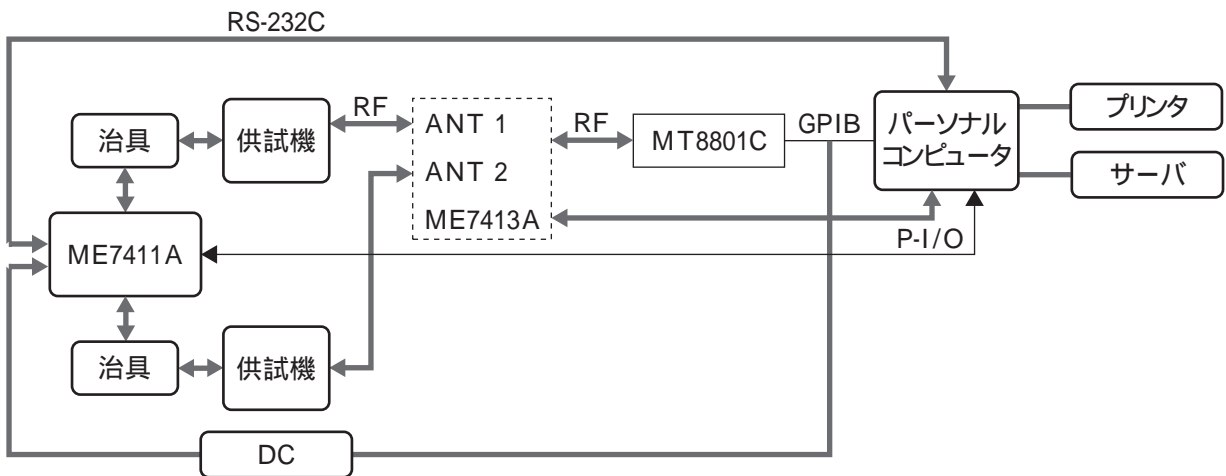 RS-232C
治具
供試機
RF
ANT 1
ANT 2
ME7413A
RF
MT8801C
GPIB
パーソナル
コンピュータ
プリンタ
サーバ
P-I/O
ME7411A
治具
供試機
DC